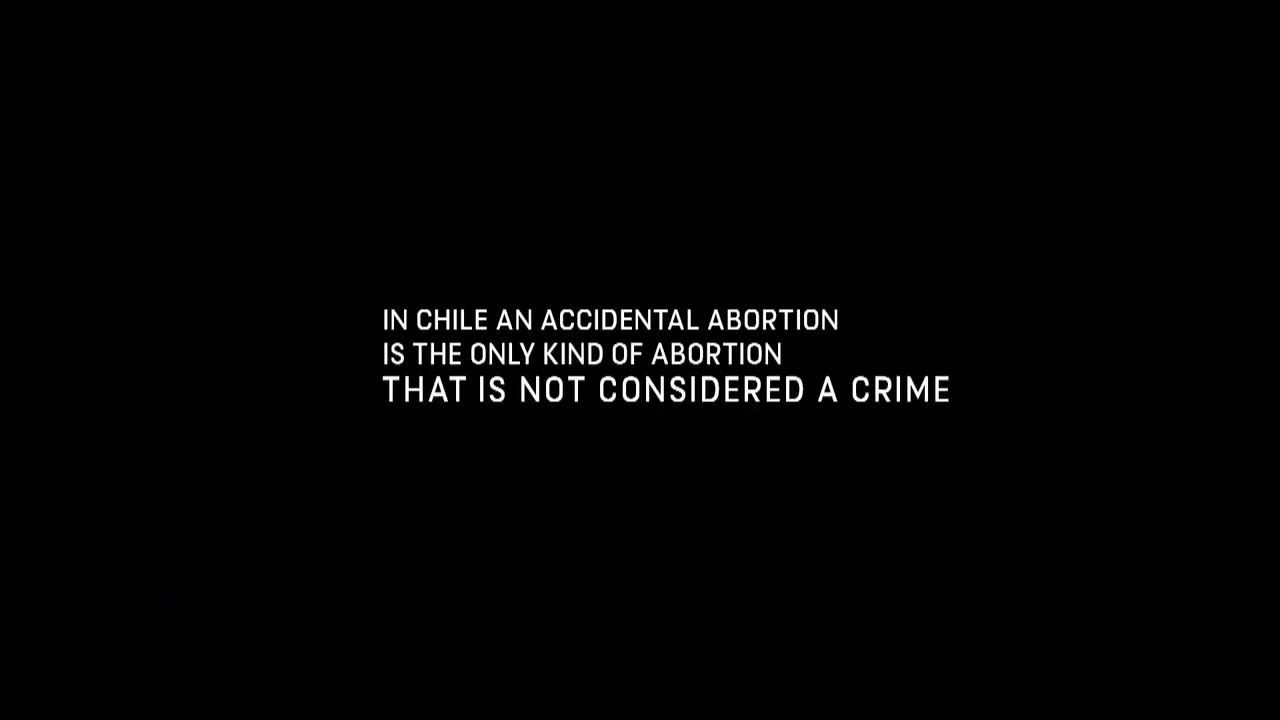 IN CHILE AN ACCIDENTAL ABORTION
IS THE ONLY KIND OF ABORTION
THAT IS NOT CONSIDERED A CRIME